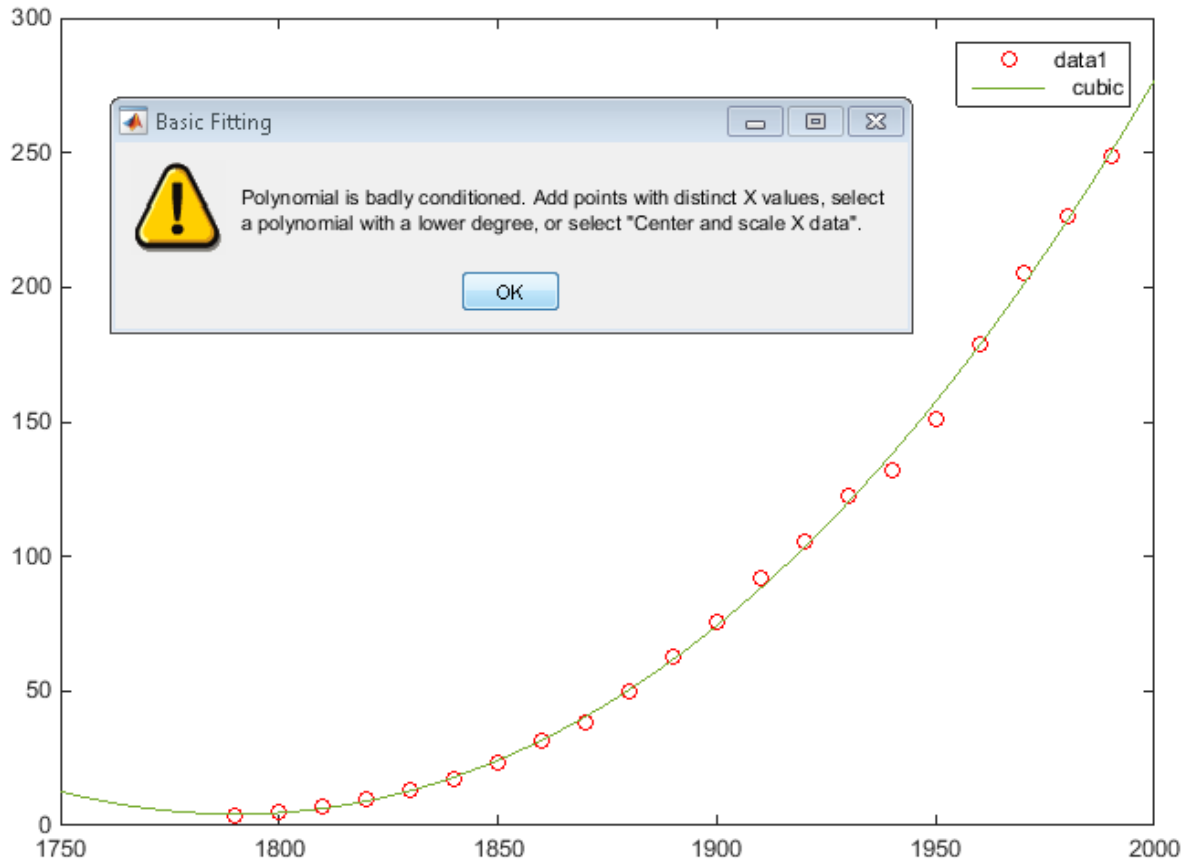 300
data1
cubic
Basic Fitting
250
Polynomial is badly conditioned. Add points with distinct X values, select
a polynomial with a lower degree, or select "Center and scale X data".
OK
200
150
100
50
0
1750 1800 1850 1900 1950 2000